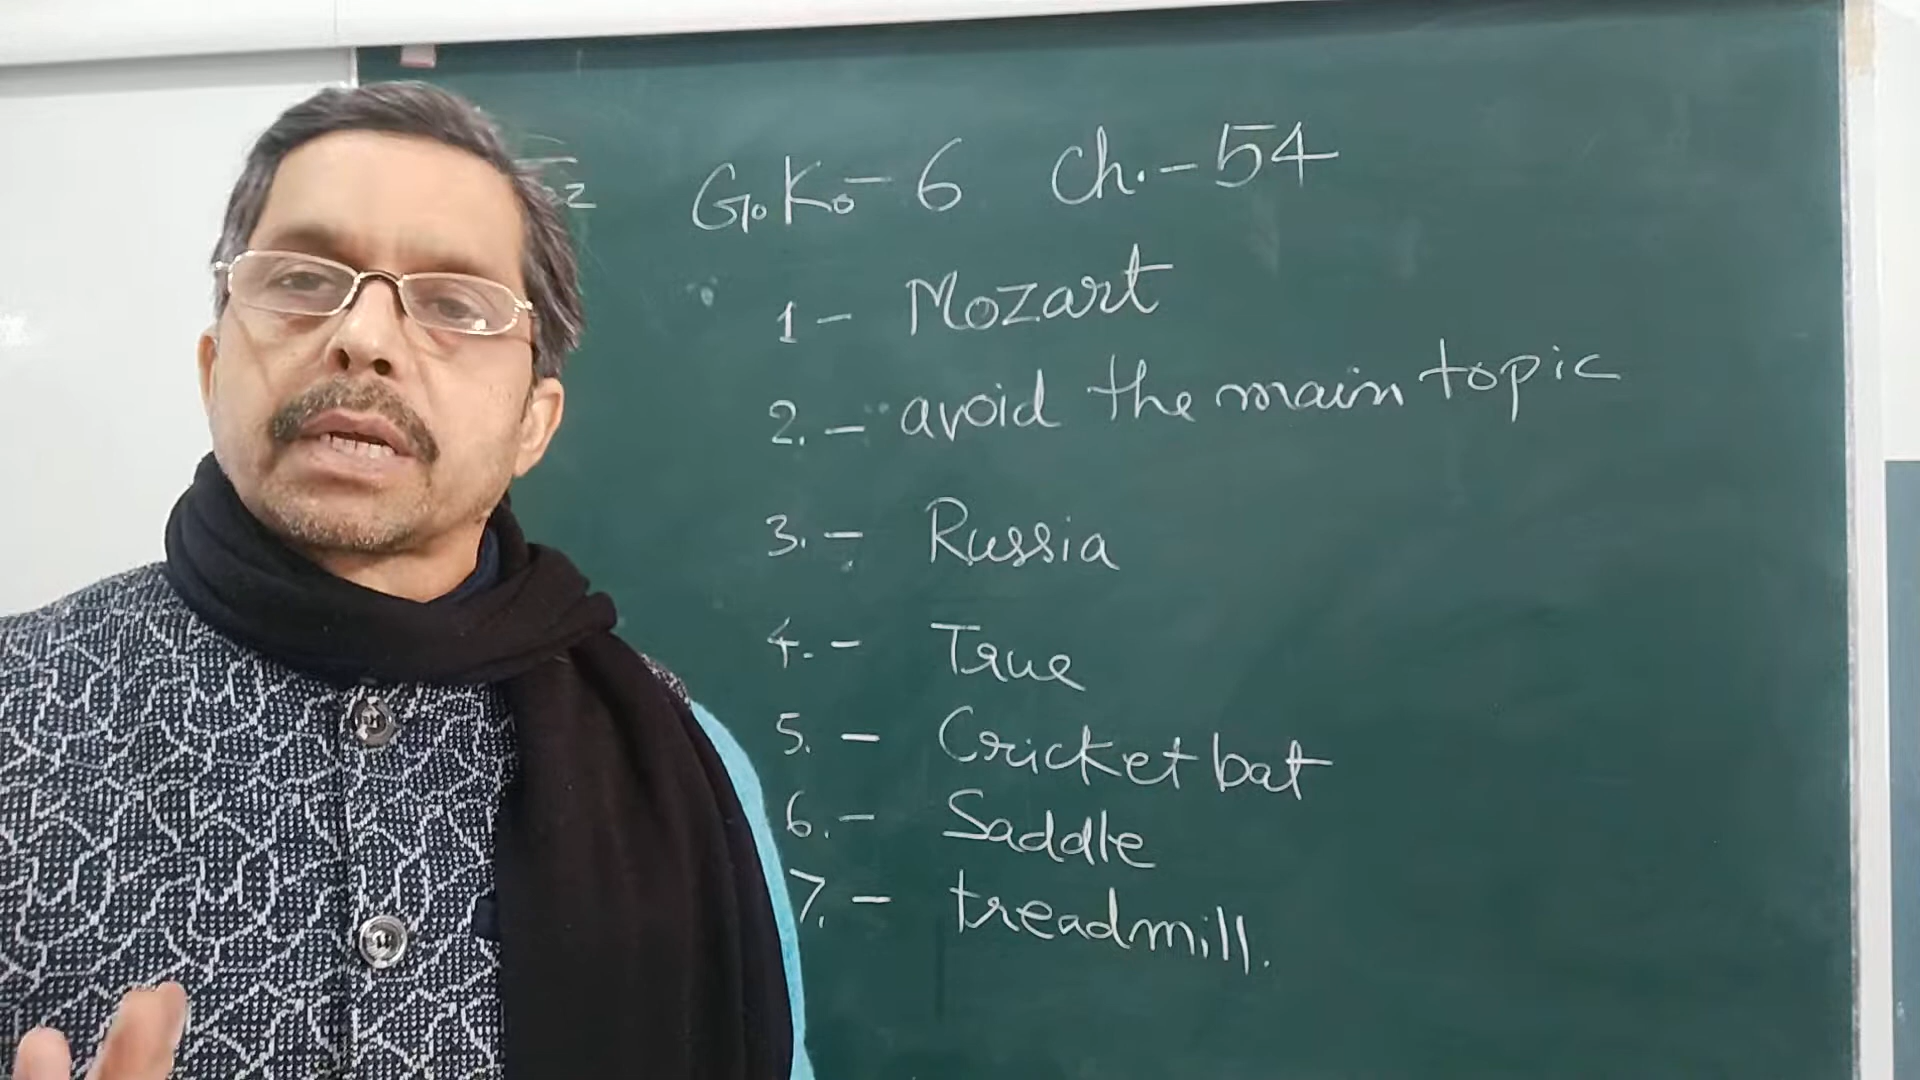 G.K.-6 Ch.-54
1- Mozart
2.- avoid the main topic
3.- Russia
4.- True
5.- Cricket bat
6.- Saddle
7.- treadmill.